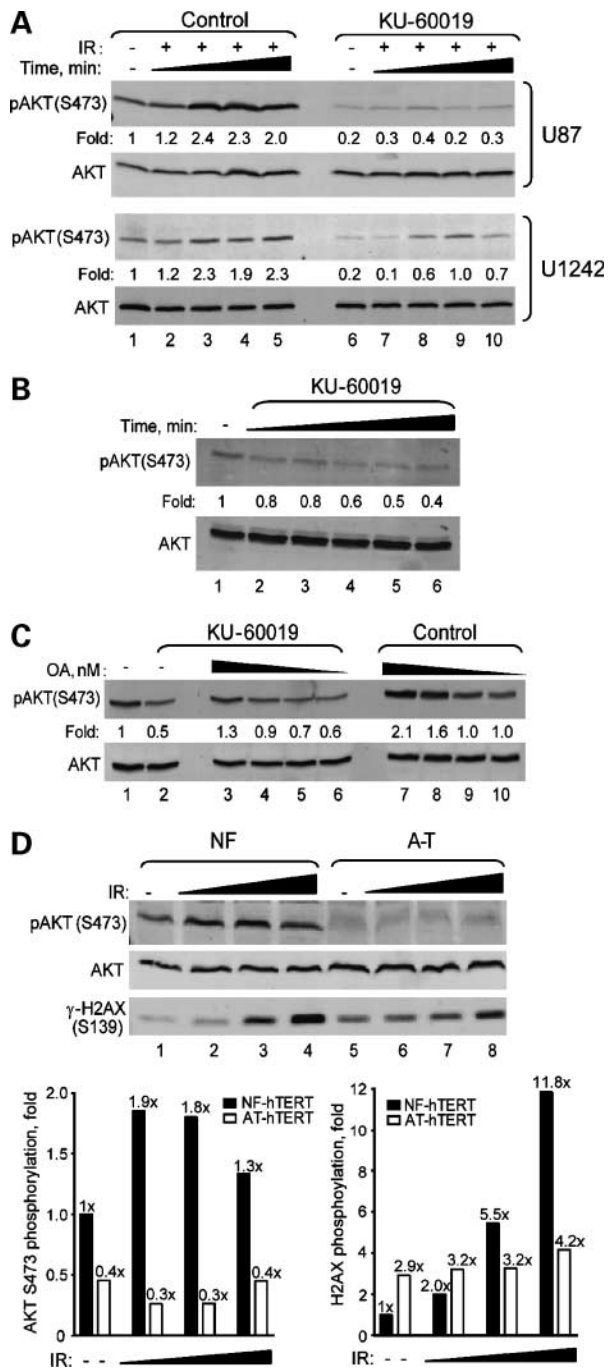 A
Control KU-60019
IR: - + + + + - + + + +
Time, min: - -
pAKT(S473)
Fold: 1 1.2 2.4 2.3 2.0 0.2 0.3 0.4 0.2 0.3
AKT
U87
pAKT(S473)
Fold: 1 1.2 2.3 1.9 2.3 0.2 0.1 0.6 1.0 0.7
AKT
U1242
1 2 3 4 5 6 7 8 9 10
B
KU-60019
Time, min: -
pAKT(S473)
Fold: 1 0.8 0.8 0.6 0.5 0.4
AKT
1 2 3 4 5 6
C
KU-60019 Control
OA, nM: - -
pAKT(S473)
Fold: 1 0.5 1.3 0.9 0.7 0.6 2.1 1.6 1.0 1.0
AKT
1 2 3 4 5 6 7 8 9 10
D
NF A-T
IR: - -
pAKT (S473)
AKT
γ-H2AX
(S139)
1 2 3 4 5 6 7 8
AKT S473 phosphorylation, fold
2.0
1.5
1.0
0.5
0
NF-hTERT
AT-hTERT
1x 0.4x 1.9x 0.3x 1.8x 0.3x 1.3x 0.4x
IR: - -
H2AX phosphorylation, fold
12
10
8
6
4
2
0
NF-hTERT
AT-hTERT
1x 2.9x 2.0x 3.2x 5.5x 3.2x 11.8x 4.2x
IR: - -